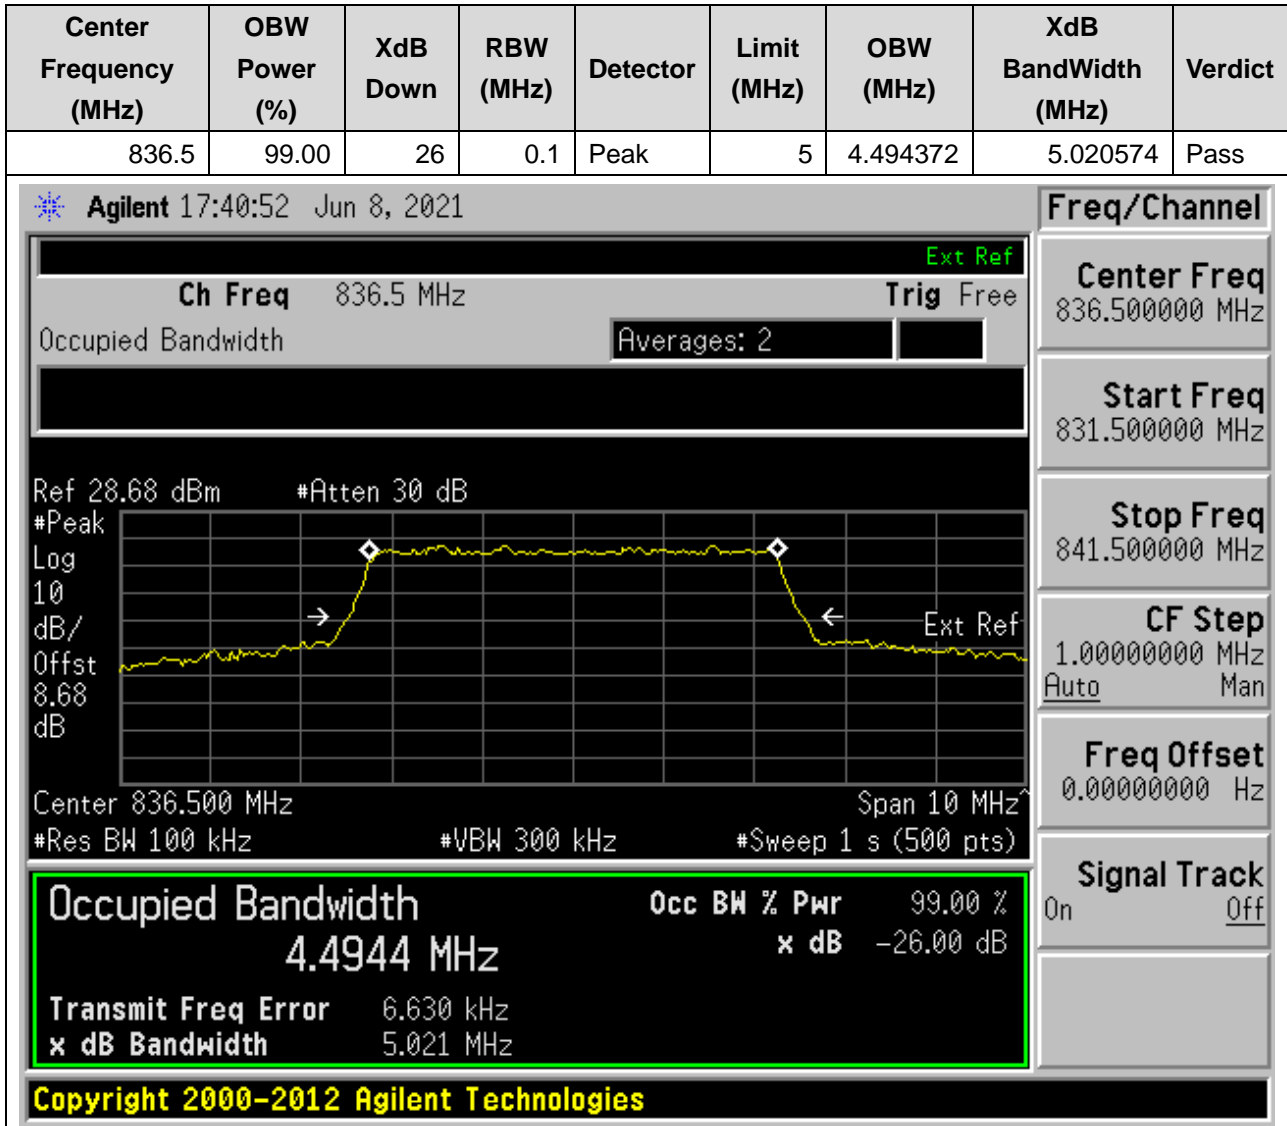 Center Frequency (MHz) OBW Power (%) XdB Down RBW (MHz) Detector Limit (MHz) OBW (MHz) XdB BandWidth (MHz) Verdict
836.5 99.00 26 0.1 Peak 5 4.494372 5.020574 Pass
Agilent 17:40:52 Jun 8, 2021
Freq/Channel
Ext Ref
Ch Freq 836.5 MHz Trig Free
Occupied Bandwidth Averages: 2
Center Freq
836.500000 MHz
Start Freq
831.500000 MHz
Stop Freq
841.500000 MHz
CF Step
1.00000000 MHz
Auto Man
Freq Offset
0.00000000 Hz
Signal Track
On Off
Ref 28.68 dBm #Atten 30 dB
#Peak
Log
10
dB/
Offst
8.68
dB
Ext Ref
Center 836.500 MHz Span 10 MHz^
#Res BW 100 kHz #VBW 300 kHz #Sweep 1 s (500 pts)
Occupied Bandwidth
4.4944 MHz
Occ BW % Pwr 99.00 %
x dB -26.00 dB
Transmit Freq Error 6.630 kHz
x dB Bandwidth 5.021 MHz
Copyright 2000-2012 Agilent Technologies